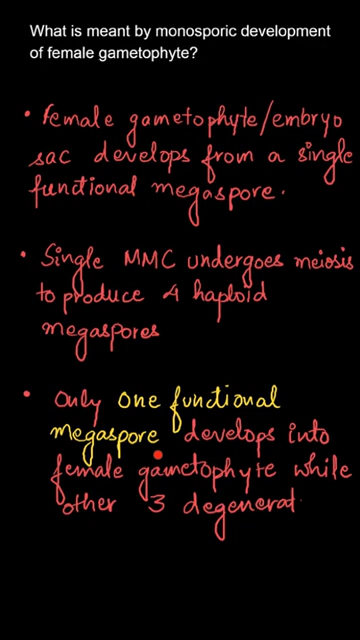 What is meant by monosporic development
of female gametophyte?
• Female gametophyte/embryo
sac develops from a single
functional megaspore.
• Single MMC undergoes meiosis
to produce 4 haploid
megaspores
• Only one functional
megaspore develops into
female gametophyte while
other 3 degenerat